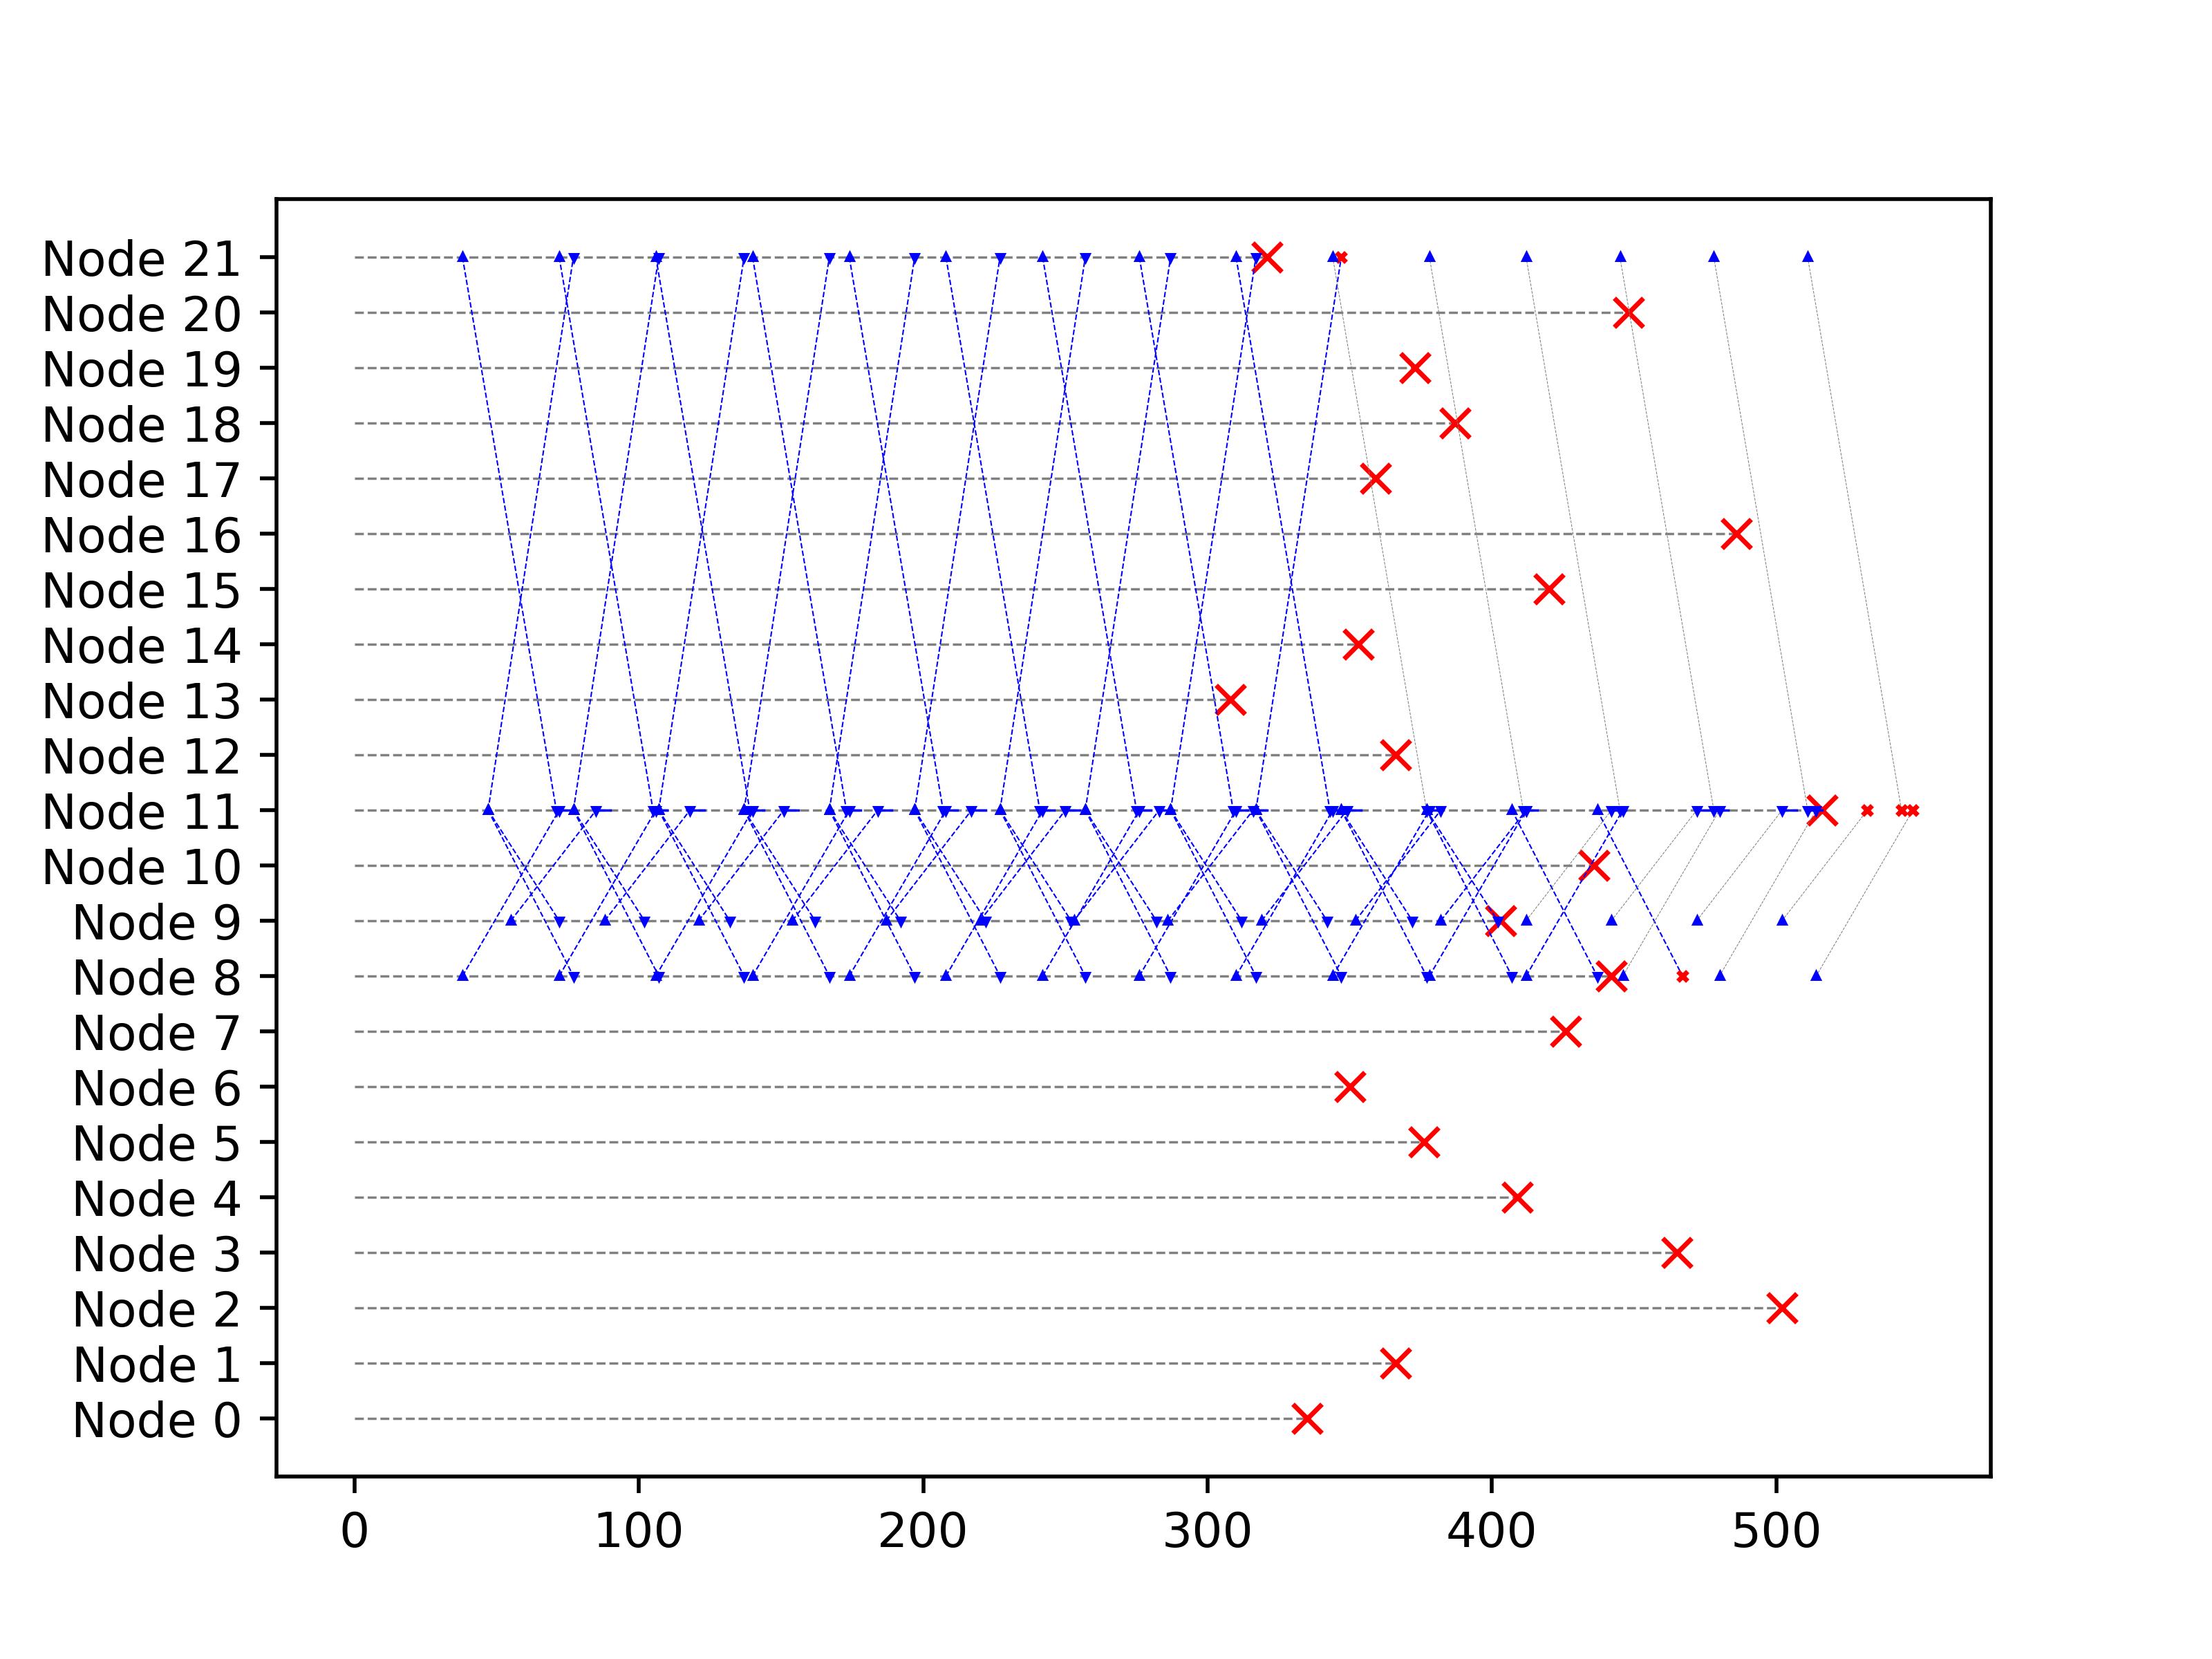 Node 21
Node 20
Node 19
Node 18
Node 17
Node 16
Node 15
Node 14
Node 13
Node 12
Node 11
Node 10
Node 9
Node 8
Node 7
Node 6
Node 5
Node 4
Node 3
Node 2
Node 1
Node 0
0 100 200 300 400 500